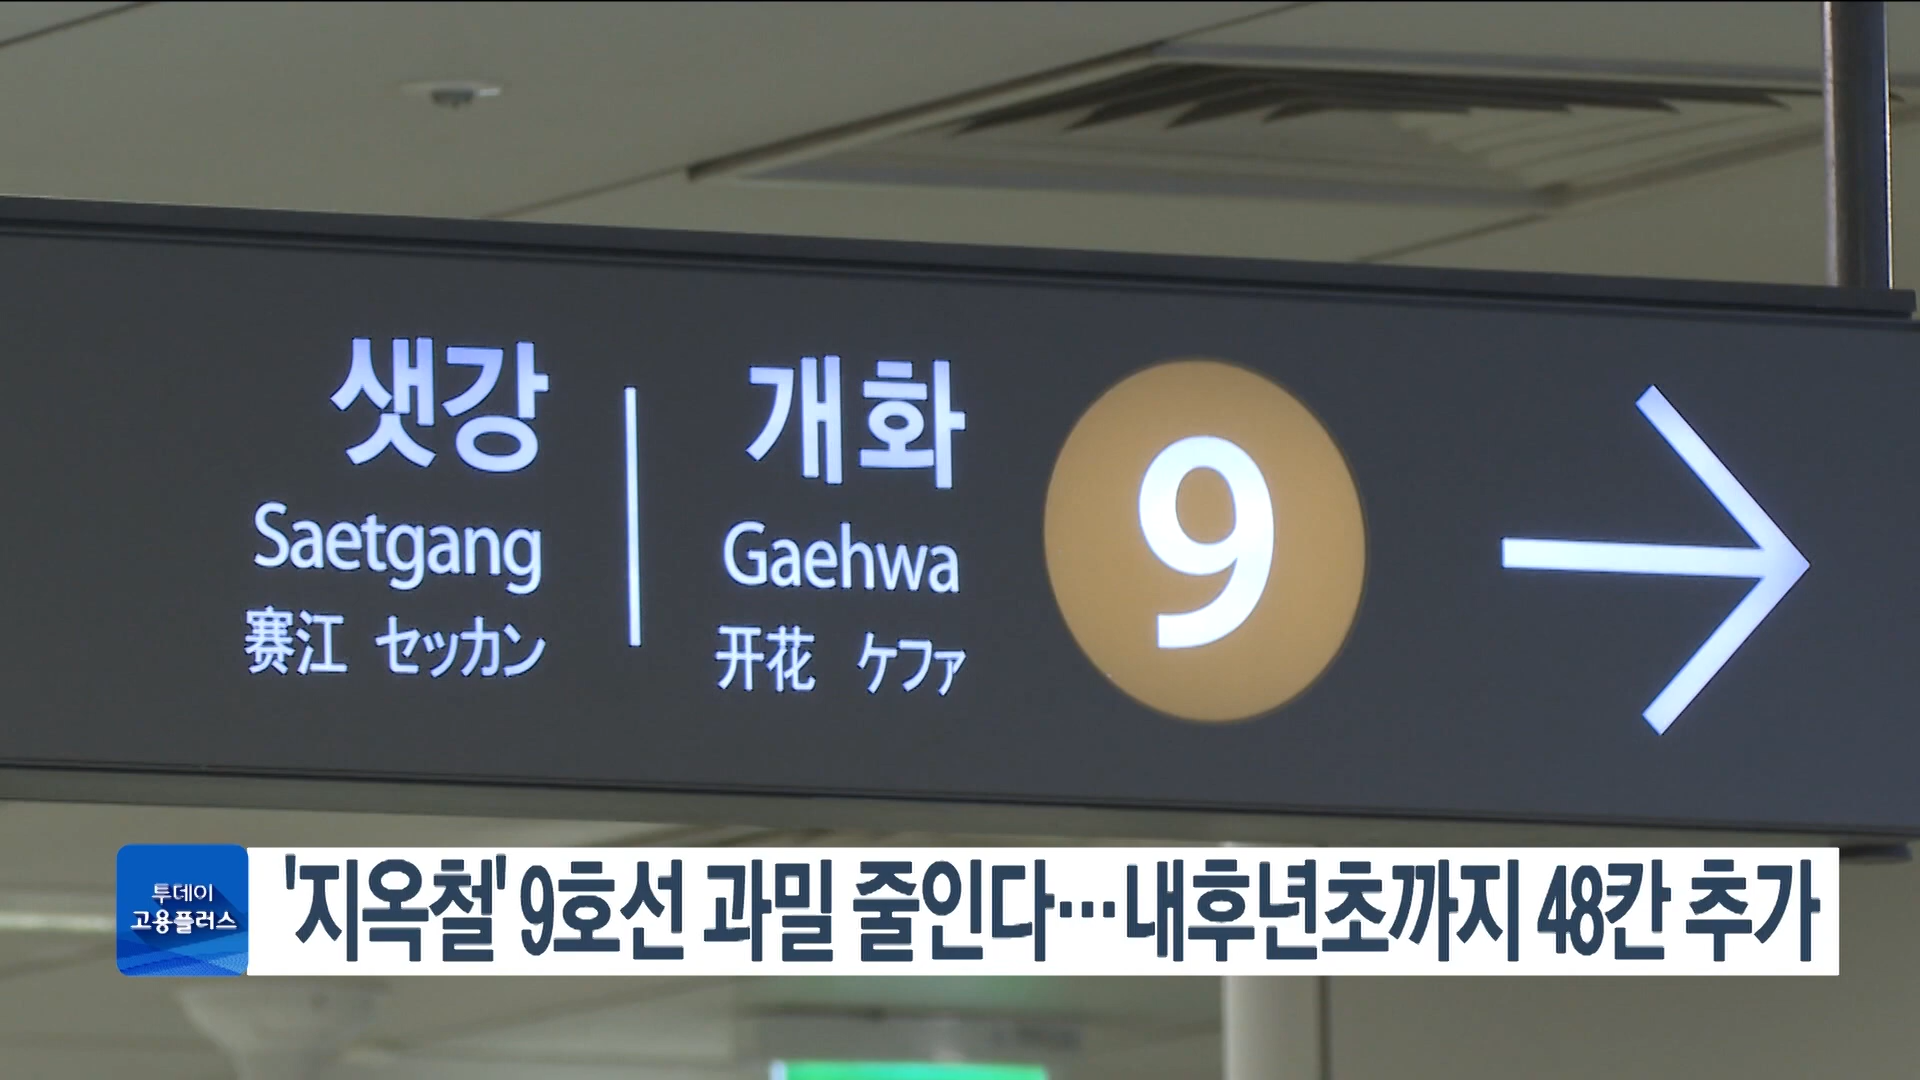 샛강
Saetgang
赛江 セッカン
개화
Gaehwa
开花 ケファ
9
투데이
고용플러스
'지옥철' 9호선 과밀 줄인다…내후년초까지 48칸 추가